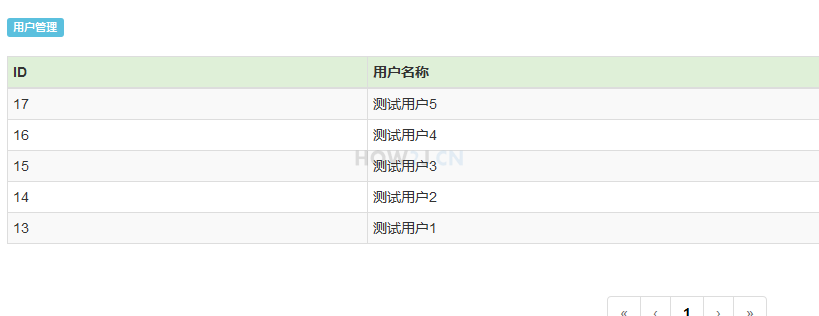 用户管理
ID 用户名称
17 测试用户5
16 测试用户4
HOW2J.CN
15 测试用户3
14 测试用户2
13 测试用户1
« ‹ 1 › »